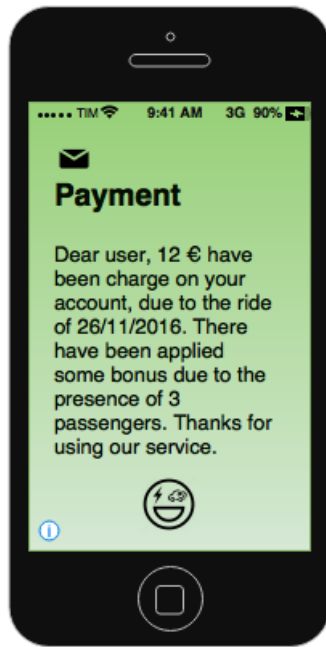 TIM 9:41 AM 3G 90%
Payment
Dear user, 12 € have
been charge on your
account, due to the ride
of 26/11/2016. There
have been applied
some bonus due to the
presence of 3
passengers. Thanks for
using our service.
i